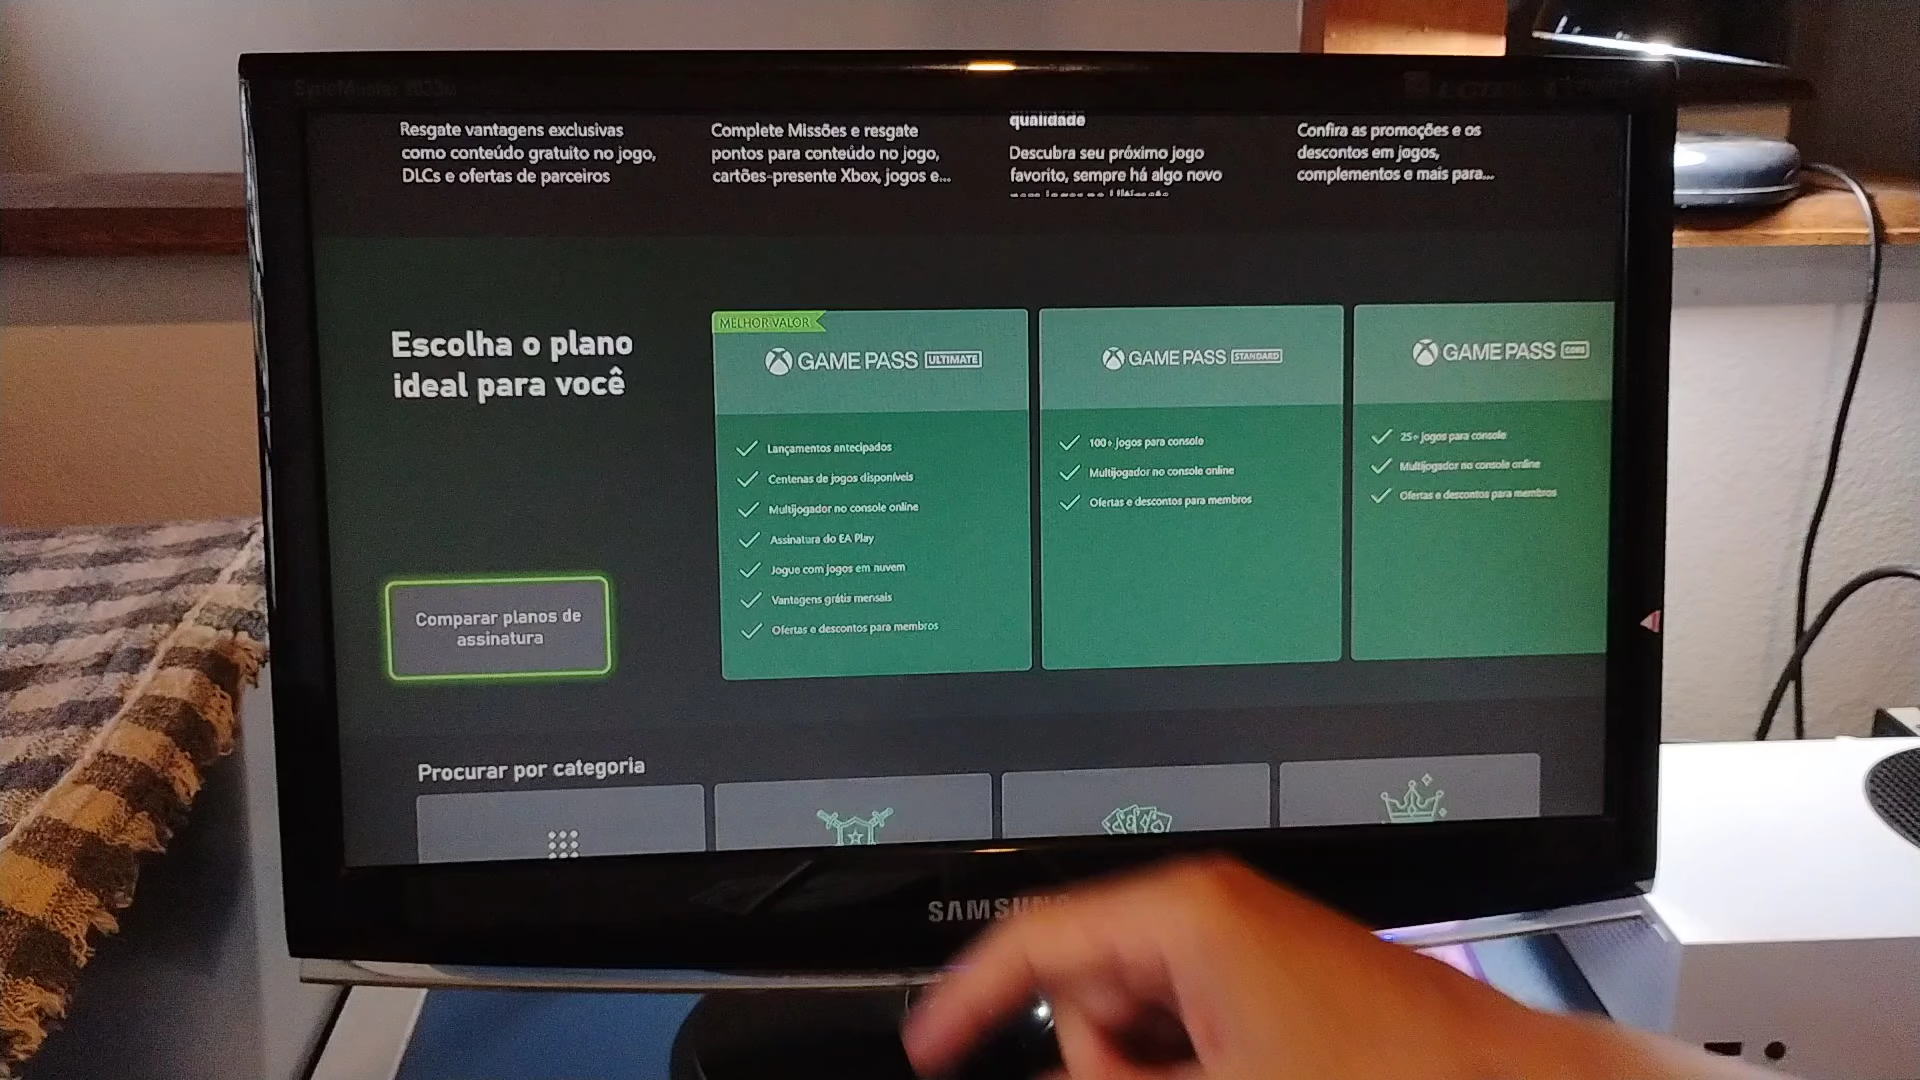 Resgate vantagens exclusivas
como conteúdo gratuito no jogo,
DLCs e ofertas de parceiros
Complete Missões e resgate
pontos para conteúdo no jogo,
cartões-presente Xbox, jogos e...
qualidade
Descubra seu próximo jogo
favorito, sempre há algo novo
Confira as promoções e os
descontos em jogos,
complementos e mais para...
Escolha o plano
ideal para você
Comparar planos de
assinatura
MELHOR VALOR
GAME PASS ULTIMATE
Lançamentos antecipados
Centenas de jogos disponíveis
Multijogador no console online
Assinatura do EA Play
Jogue com jogos em nuvem
Vantagens grátis mensais
Ofertas e descontos para membros
GAME PASS STANDARD
100+ jogos para console
Multijogador no console online
Ofertas e descontos para membros
GAME PASS CORE
25+ jogos para console
Multijogador no console online
Ofertas e descontos para membros
Procurar por categoria
SAMSUNG